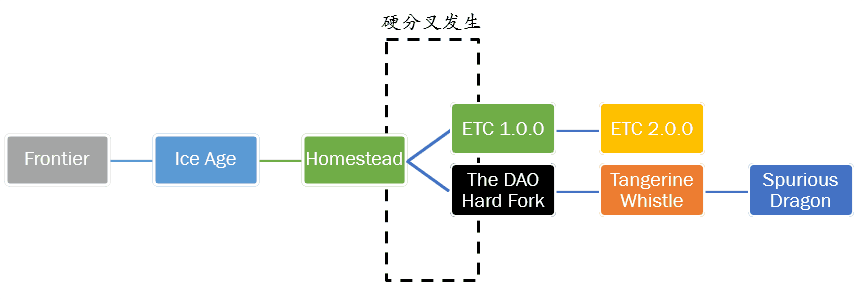 硬分叉发生
Frontier
Ice Age
Homestead
ETC 1.0.0
ETC 2.0.0
The DAO
Hard Fork
Tangerine
Whistle
Spurious
Dragon